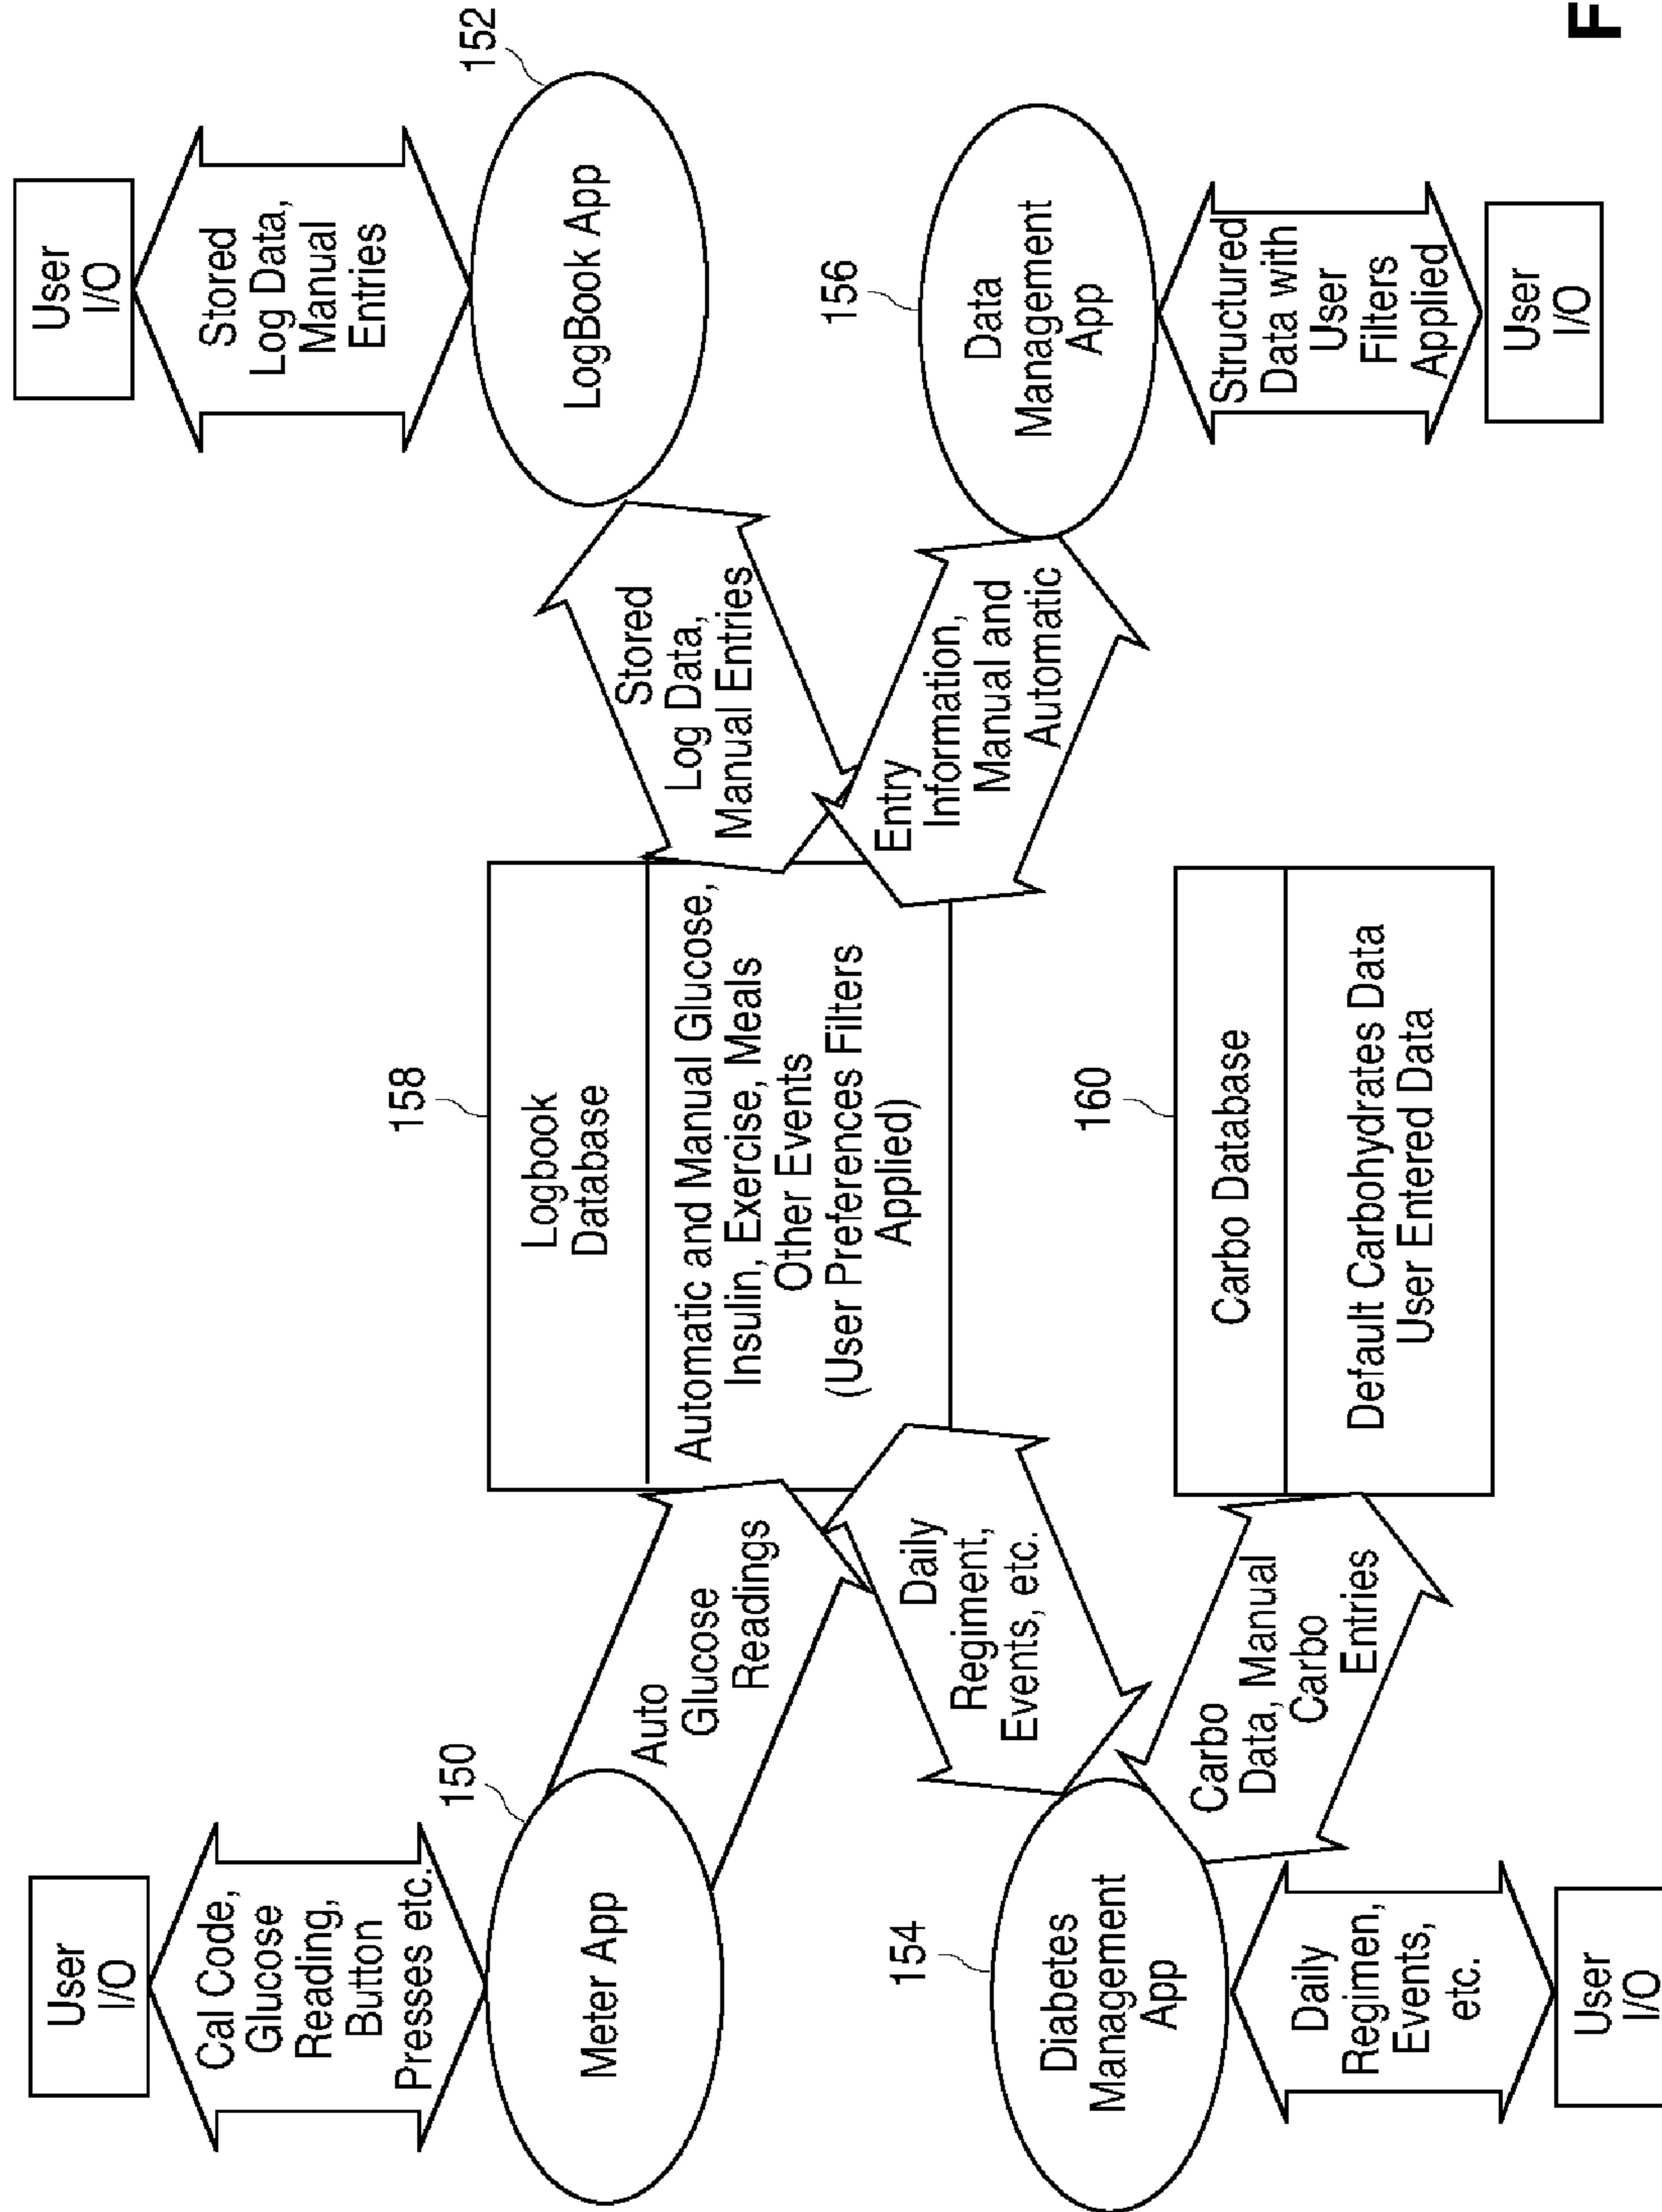 User
I/O
Cal Code,
Glucose
Reading,
Button
Presses etc.
150
Meter App
Auto
Glucose
Readings
158
Logbook
Database
Automatic and Manual Glucose,
Insulin, Exercise, Meals
Other Events
(User Preferences Filters
Applied)
Stored
Log Data,
Manual Entries
User
I/O
Stored
Log Data,
Manual
Entries
152
LogBook App
154
Diabetes
Management
App
Daily
Regiment,
Events, etc.
Carbo
Data, Manual
Carbo
Entries
Daily
Regimen,
Events,
etc.
User
I/O
160
Carbo Database
Default Carbohydrates Data
User Entered Data
Entry
Information,
Manual and
Automatic
156
Data
Management
App
Structured
Data with
User
Filters
Applied
User
I/O
F